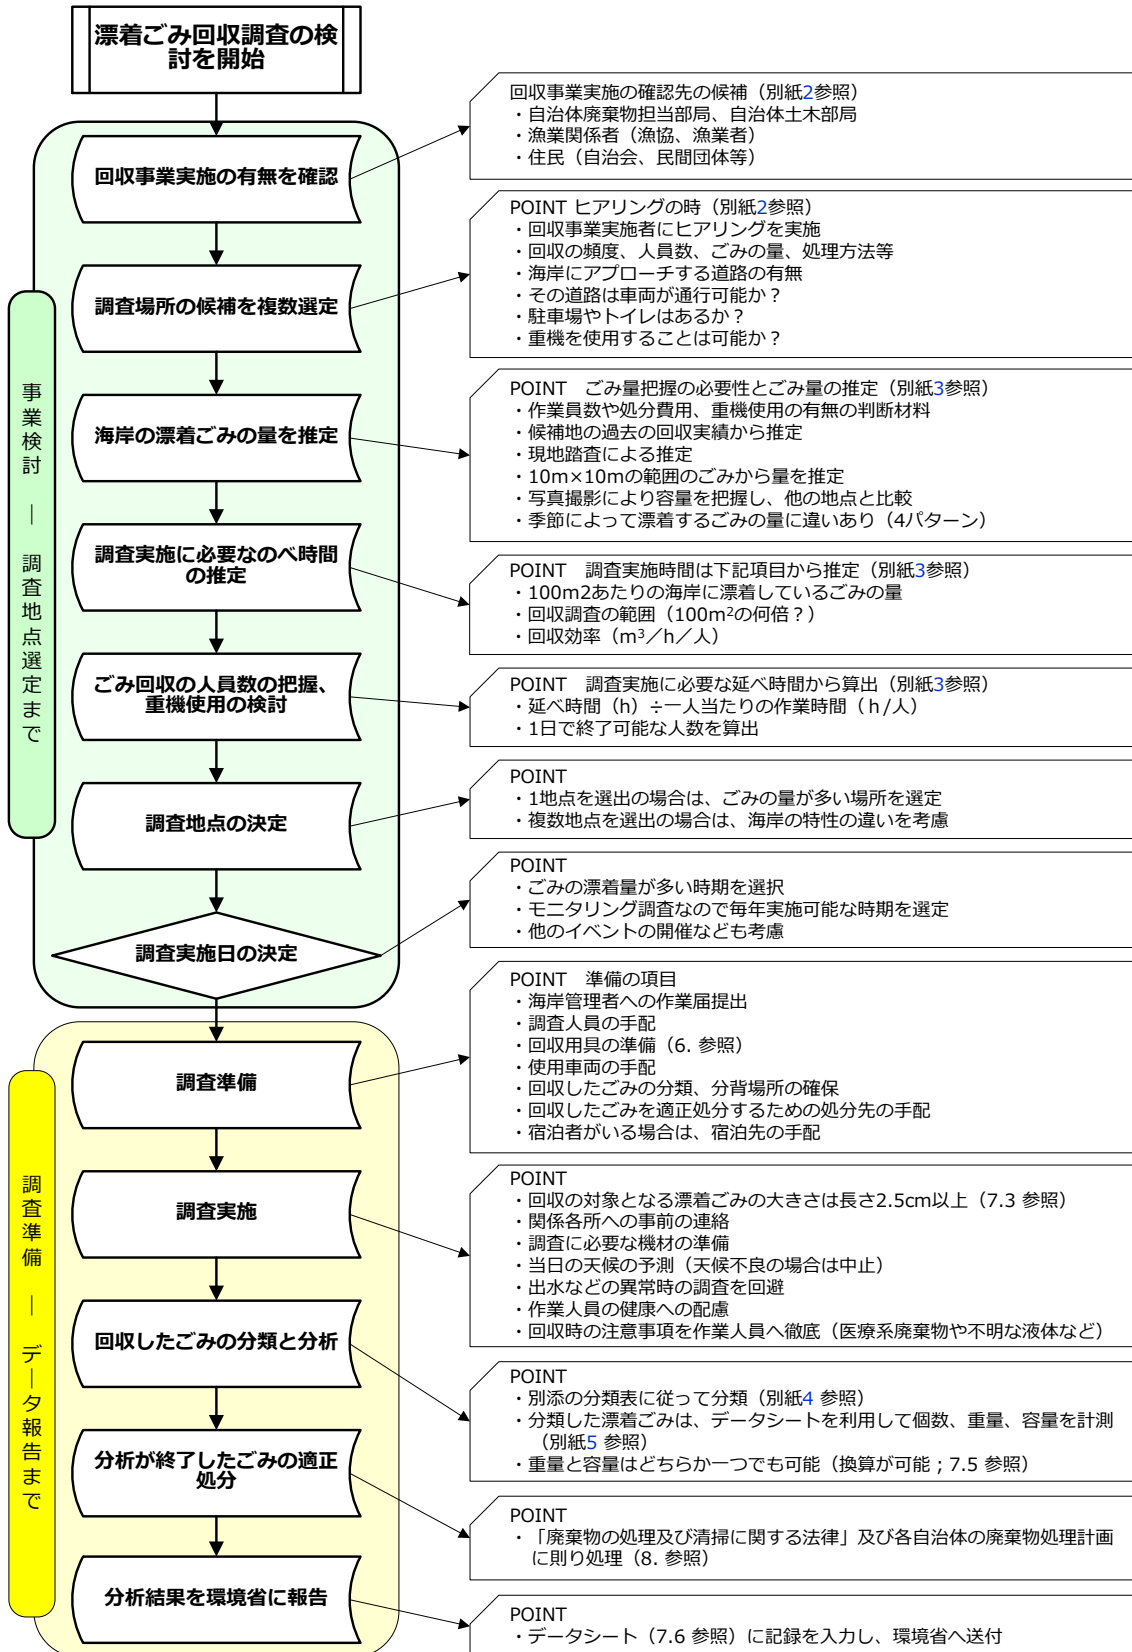 漂着ごみ回収調査の検
討を開始
事業検討 ― 調査地点選定まで
回収事業実施の有無を確認
回収事業実施の確認先の候補（別紙2参照）
・自治体廃棄物担当部局、自治体土木部局
・漁業関係者（漁協、漁業者）
・住民（自治会、民間団体等）
調査場所の候補を複数選定
POINT ヒアリングの時（別紙2参照）
・回収事業実施者にヒアリングを実施
・回収の頻度、人員数、ごみの量、処理方法等
・海岸にアプローチする道路の有無
・その道路は車両が通行可能か？
・駐車場やトイレはあるか？
・重機を使用することは可能か？
海岸の漂着ごみの量を推定
POINT　ごみ量把握の必要性とごみ量の推定（別紙3参照）
・作業員数や処分費用、重機使用の有無の判断材料
・候補地の過去の回収実績から推定
・現地踏査による推定
・10m×10mの範囲のごみから量を推定
・写真撮影により容量を把握し、他の地点と比較
・季節によって漂着するごみの量に違いあり（4パターン）
調査実施に必要なのべ時間
の推定
POINT　調査実施時間は下記項目から推定（別紙3参照）
・100m2あたりの海岸に漂着しているごみの量
・回収調査の範囲（100m²の何倍？）
・回収効率（m³／h／人）
ごみ回収の人員数の把握、
重機使用の検討
POINT　調査実施に必要な延べ時間から算出（別紙3参照）
・延べ時間（h）÷一人当たりの作業時間（ｈ/人）
・1日で終了可能な人数を算出
調査地点の決定
POINT
・1地点を選出の場合は、ごみの量が多い場所を選定
・複数地点を選出の場合は、海岸の特性の違いを考慮
調査実施日の決定
POINT
・ごみの漂着量が多い時期を選択
・モニタリング調査なので毎年実施可能な時期を選定
・他のイベントの開催なども考慮
調査準備 ― データ報告まで
調査準備
POINT　準備の項目
・海岸管理者への作業届提出
・調査人員の手配
・回収用具の準備（6. 参照）
・使用車両の手配
・回収したごみの分類、分背場所の確保
・回収したごみを適正処分するための処分先の手配
・宿泊者がいる場合は、宿泊先の手配
調査実施
POINT
・回収の対象となる漂着ごみの大きさは長さ2.5cm以上（7.3 参照）
・関係各所への事前の連絡
・調査に必要な機材の準備
・当日の天候の予測（天候不良の場合は中止）
・出水などの異常時の調査を回避
・作業人員の健康への配慮
・回収時の注意事項を作業人員へ徹底（医療系廃棄物や不明な液体など）
回収したごみの分類と分析
POINT
・別添の分類表に従って分類（別紙4 参照）
・分類した漂着ごみは、データシートを利用して個数、重量、容量を計測
（別紙5 参照）
・重量と容量はどちらか一つでも可能（換算が可能；7.5 参照）
分析が終了したごみの適正
処分
POINT
・「廃棄物の処理及び清掃に関する法律」及び各自治体の廃棄物処理計画
に則り処理（8. 参照）
分析結果を環境省に報告
POINT
・データシート（7.6 参照）に記録を入力し、環境省へ送付